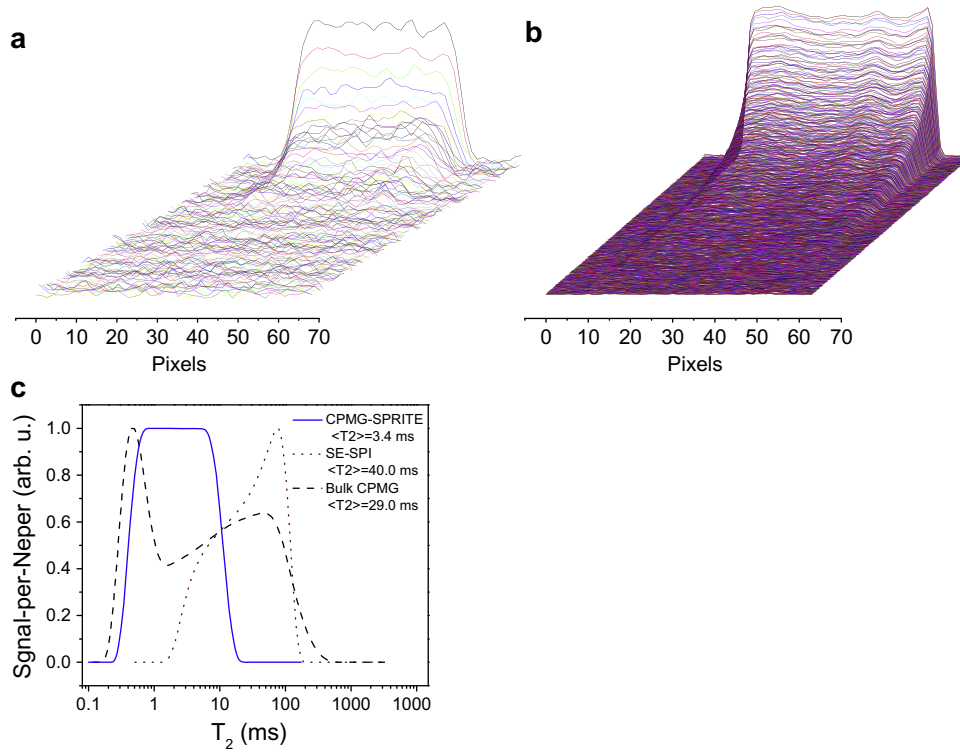 a
b
0 10 20 30 40 50 60 70
Pixels
0 10 20 30 40 50 60 70
Pixels
c
Sgnal-per-Neper (arb. u.)
1.0
0.8
0.6
0.4
0.2
0.0
CPMG-SPRITE
<T2>=3.4 ms
SE-SPI
<T2>=40.0 ms
Bulk CPMG
<T2>=29.0 ms
0.1 1 10 100 1000 1000
T2 (ms)